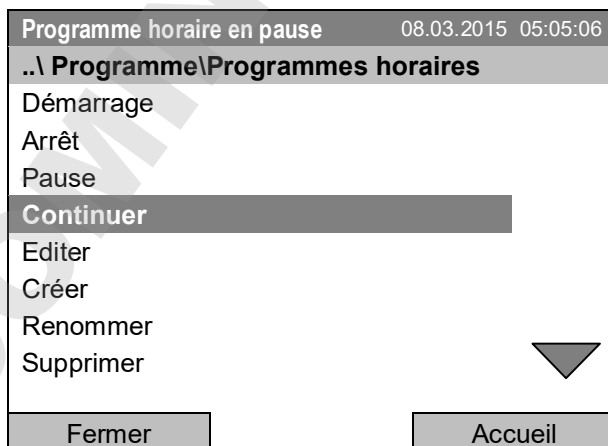 Programme horaire en pause 08.03.2015 05:05:06
..\ Programme\Programmes horaires
Démarrage
Arrêt
Pause
Continuer
Editer
Créer
Renommer
Supprimer
Fermer Accueil